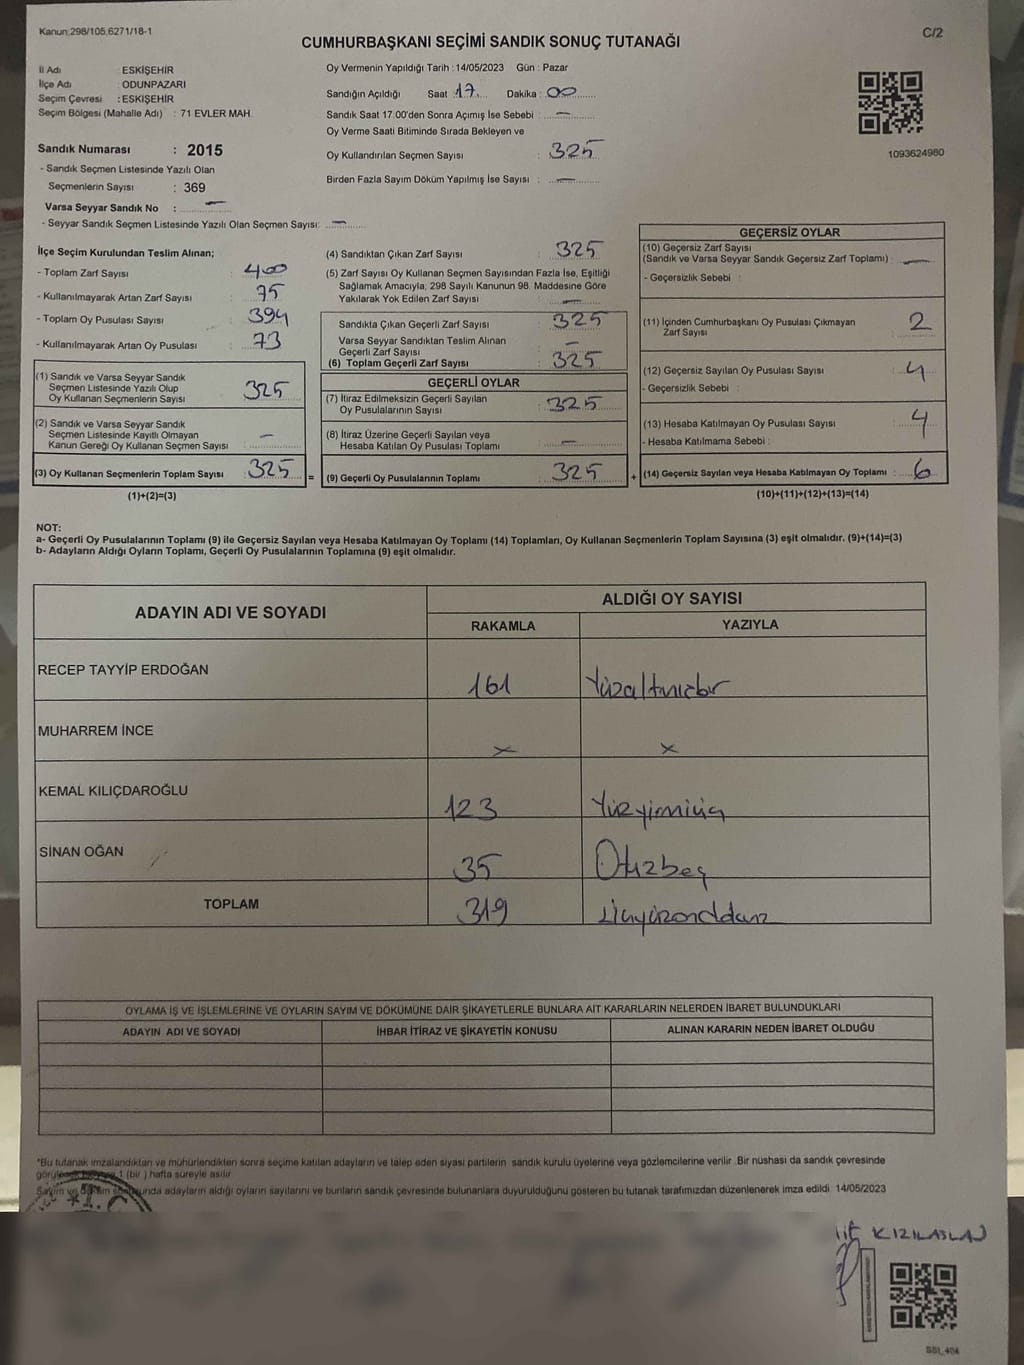 Kanun:298/105,6271/18-1
C/2
CUMHURBAŞKANI SEÇİMİ SANDIK SONUÇ TUTANAĞI
İl Adı : ESKİŞEHİR
İlçe Adı : ODUNPAZARI
Seçim Çevresi : ESKİŞEHİR
Seçim Bölgesi (Mahalle Adı) : 71 EVLER MAH.
Sandık Numarası : 2015
- Sandık Seçmen Listesinde Yazılı Olan
Seçmenlerin Sayısı : 369
Varsa Seyyar Sandık No : —
- Seyyar Sandık Seçmen Listesinde Yazılı Olan Seçmen Sayısı: —
Oy Vermenin Yapıldığı Tarih : 14/05/2023 Gün : Pazar
Sandığın Açıldığı Saat : 17 Dakika : 00
Sandık Saat 17.00'den Sonra Açımış İse Sebebi : —
Oy Verme Saati Bitiminde Sırada Bekleyen ve
Oy Kullandırılan Seçmen Sayısı : 325
Birden Fazla Sayım Döküm Yapılmış İse Sayısı : —
1093624980
İlçe Seçim Kurulundan Teslim Alınan;
- Toplam Zarf Sayısı : 400
- Kullanılmayarak Artan Zarf Sayısı : 75
- Toplam Oy Pusulası Sayısı : 394
- Kullanılmayarak Artan Oy Pusulası : 73
(1) Sandık ve Varsa Seyyar Sandık
Seçmen Listesinde Yazılı Olup
Oy Kullanan Seçmenlerin Sayısı : 325
(2) Sandık ve Varsa Seyyar Sandık
Seçmen Listesinde Kayıtlı Olmayan
Kanun Gereği Oy Kullanan Seçmen Sayısı : —
(3) Oy Kullanan Seçmenlerin Toplam Sayısı : 325
(1)+(2)=(3)
(4) Sandıktan Çıkan Zarf Sayısı : 325
(5) Zarf Sayısı Oy Kullanan Seçmen Sayısından Fazla İse, Eşitliği
Sağlamak Amacıyla, 298 Sayılı Kanunun 98. Maddesine Göre
Yakılarak Yok Edilen Zarf Sayısı : —
Sandıkta Çıkan Geçerli Zarf Sayısı : 325
Varsa Seyyar Sandıktan Teslim Alınan
Geçerli Zarf Sayısı : —
(6) Toplam Geçerli Zarf Sayısı : 325
GEÇERLİ OYLAR
(7) İtiraz Edilmeksizin Geçerli Sayılan
Oy Pusulalarının Sayısı : 325
(8) İtiraz Üzerine Geçerli Sayılan veya
Hesaba Katılan Oy Pusulası Toplamı : —
= (9) Geçerli Oy Pusulalarının Toplamı : 325 +
GEÇERSİZ OYLAR
(10) Geçersiz Zarf Sayısı
(Sandık ve Varsa Seyyar Sandık Geçersiz Zarf Toplamı) : —
- Geçersizlik Sebebi :
(11) İçinden Cumhurbaşkanı Oy Pusulası Çıkmayan
Zarf Sayısı : 2
(12) Geçersiz Sayılan Oy Pusulası Sayısı : 4
- Geçersizlik Sebebi :
(13) Hesaba Katılmayan Oy Pusulası Sayısı : 4
- Hesaba Katılmama Sebebi :
(14) Geçersiz Sayılan veya Hesaba Katılmayan Oy Toplamı : 6
(10)+(11)+(12)+(13)=(14)
NOT:
a- Geçerli Oy Pusulalarının Toplamı (9) ile Geçersiz Sayılan veya Hesaba Katılmayan Oy Toplamı (14) Toplamları, Oy Kullanan Seçmenlerin Toplam Sayısına (3) eşit olmalıdır. (9)+(14)=(3)
b- Adayların Aldığı Oyların Toplamı, Geçerli Oy Pusulalarının Toplamına (9) eşit olmalıdır.
ADAYIN ADI VE SOYADI ALDIĞI OY SAYISI
RAKAMLA YAZIYLA
RECEP TAYYİP ERDOĞAN 161 Yüzaltmışbir
MUHARREM İNCE x x
KEMAL KILIÇDAROĞLU 123 Yüzyirmiüç
SİNAN OĞAN 35 Otuzbeş
TOPLAM 319 üçyüzondokuz
OYLAMA İŞ VE İŞLEMLERİNE VE OYLARIN SAYIM VE DÖKÜMÜNE DAİR ŞİKAYETLERLE BUNLARA AİT KARARLARIN NELERDEN İBARET BULUNDUKLARI
ADAYIN ADI VE SOYADI İHBAR İTİRAZ VE ŞİKAYETİN KONUSU ALINAN KARARIN NEDEN İBARET OLDUĞU
*Bu tutanak imzalandıktan ve mühürlendikten sonra seçime katılan adayların ve talep eden siyasi partilerin sandık kurulu üyelerine veya gözlemcilerine verilir. Bir nüshası da sandık çevresinde
1 (bir) hafta süreyle asılır.
Sayım ve adayların aldığı oyların sayılarını ve bunların sandık çevresinde bulunanlara duyurulduğunu gösteren bu tutanak tarafımızdan düzenlenerek imza edildi. 14/05/2023
T.C.
KIZILASLAN